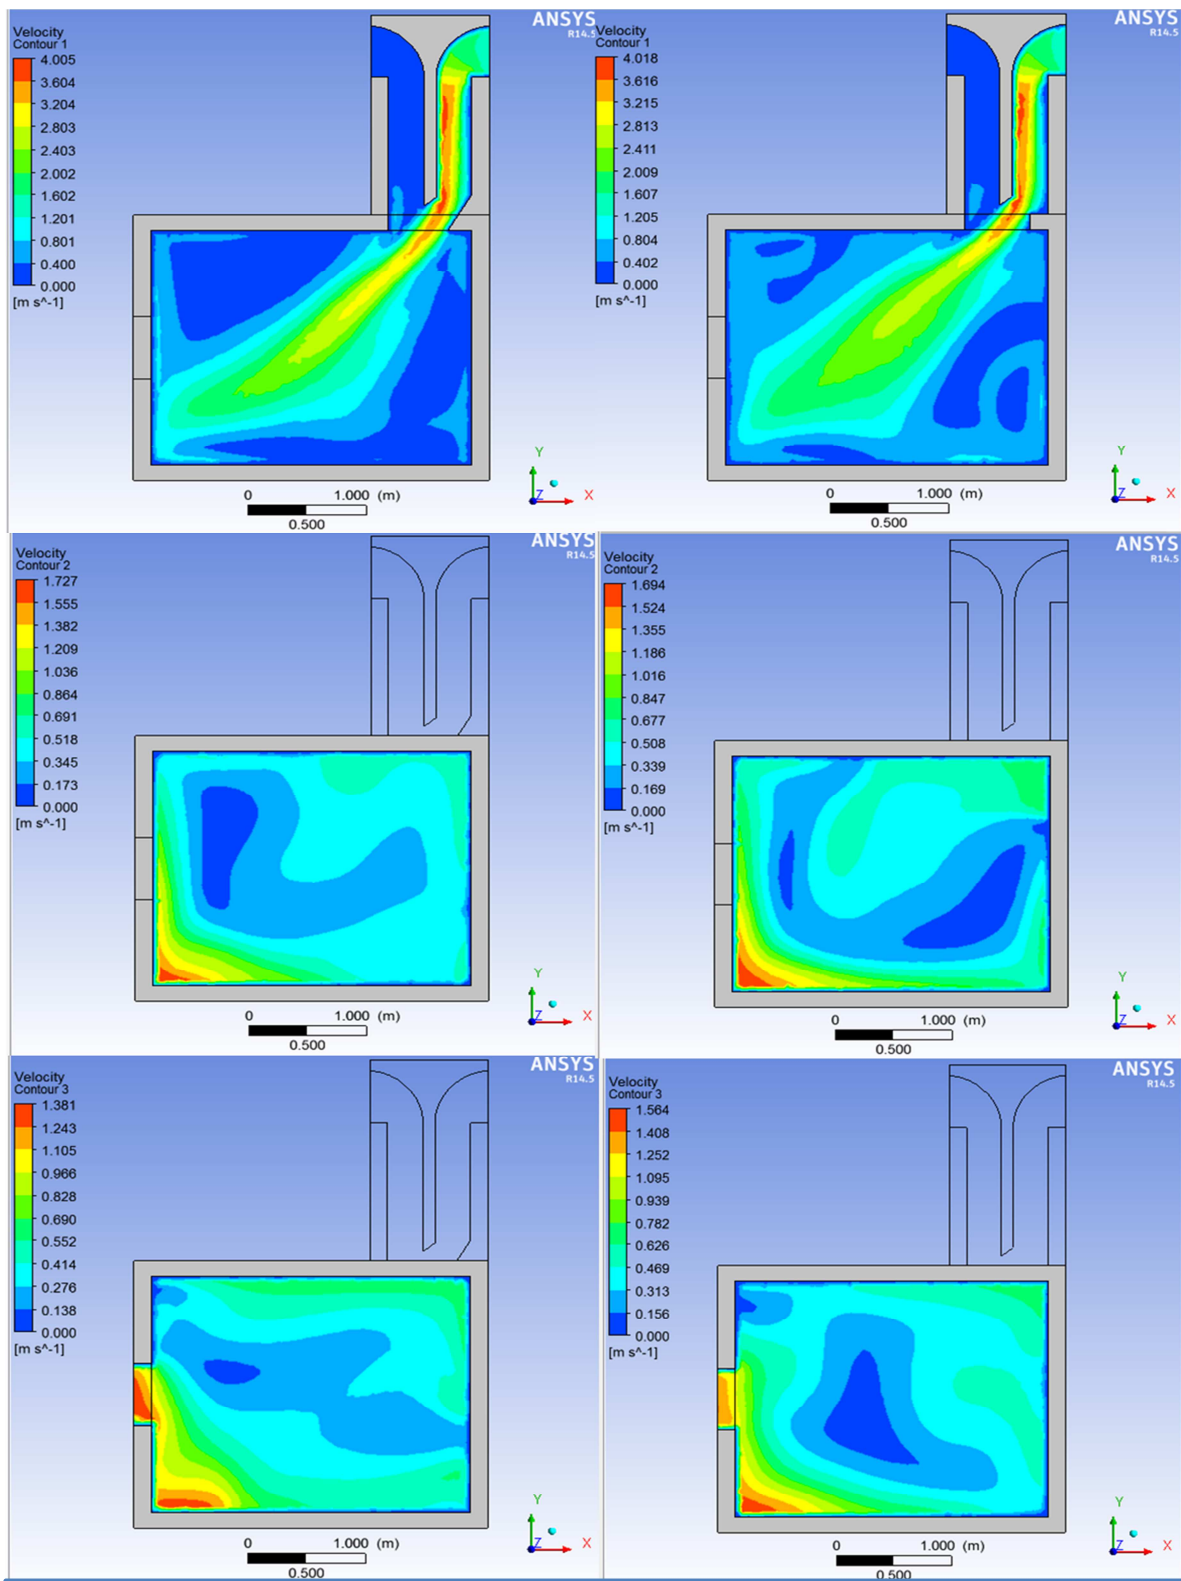 ANSYS
R14.5
Velocity
Contour 1
4.005
3.604
3.204
2.803
2.403
2.002
1.602
1.201
0.801
0.400
0.000
[m s^-1]
0 1.000 (m)
0.500
Y
Z X
ANSYS
R14.5
Velocity
Contour 1
4.018
3.616
3.215
2.813
2.411
2.009
1.607
1.205
0.804
0.402
0.000
[m s^-1]
0 1.000 (m)
0.500
Y
Z X
ANSYS
R14.5
Velocity
Contour 2
1.727
1.555
1.382
1.209
1.036
0.864
0.691
0.518
0.345
0.173
0.000
[m s^-1]
0 1.000 (m)
0.500
Y
Z X
ANSYS
R14.5
Velocity
Contour 2
1.694
1.524
1.355
1.186
1.016
0.847
0.677
0.508
0.339
0.169
0.000
[m s^-1]
0 1.000 (m)
0.500
Y
Z X
ANSYS
R14.5
Velocity
Contour 3
1.381
1.243
1.105
0.966
0.828
0.690
0.552
0.414
0.276
0.138
0.000
[m s^-1]
0 1.000 (m)
0.500
Y
Z X
ANSYS
R14.5
Velocity
Contour 3
1.564
1.408
1.252
1.095
0.939
0.782
0.626
0.469
0.313
0.156
0.000
[m s^-1]
0 1.000 (m)
0.500
Y
Z X